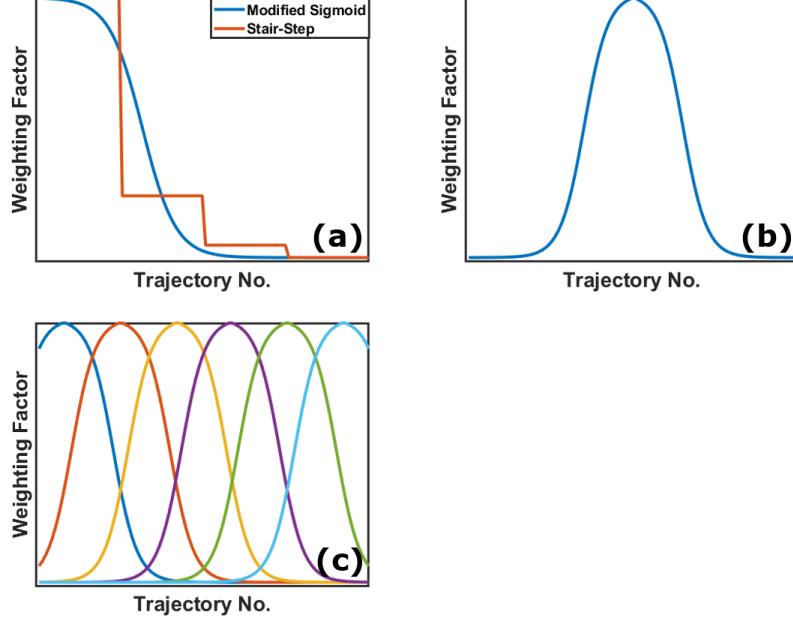 Modified Sigmoid
Stair-Step
Weighting Factor
(a)
Trajectory No.
Weighting Factor
(b)
Trajectory No.
Weighting Factor
(c)
Trajectory No.